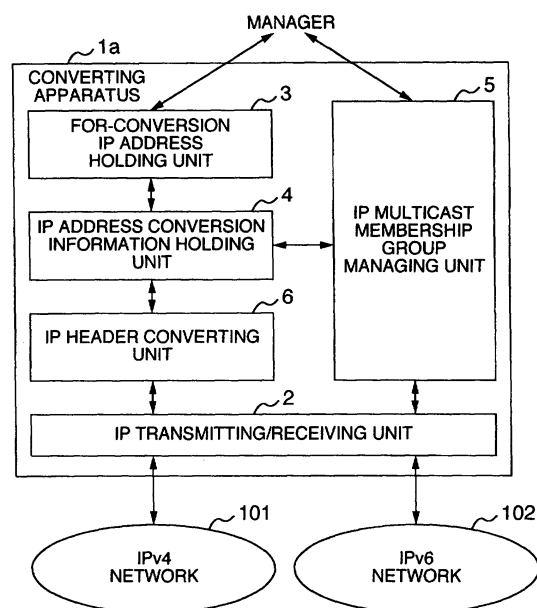 MANAGER
1a
CONVERTING
APPARATUS
3
5
FOR-CONVERSION
IP ADDRESS
HOLDING UNIT
4
IP ADDRESS CONVERSION
INFORMATION HOLDING
UNIT
IP MULTICAST
MEMBERSHIP
GROUP
MANAGING UNIT
6
IP HEADER CONVERTING
UNIT
2
IP TRANSMITTING/RECEIVING UNIT
101
102
IPv4
NETWORK
IPv6
NETWORK